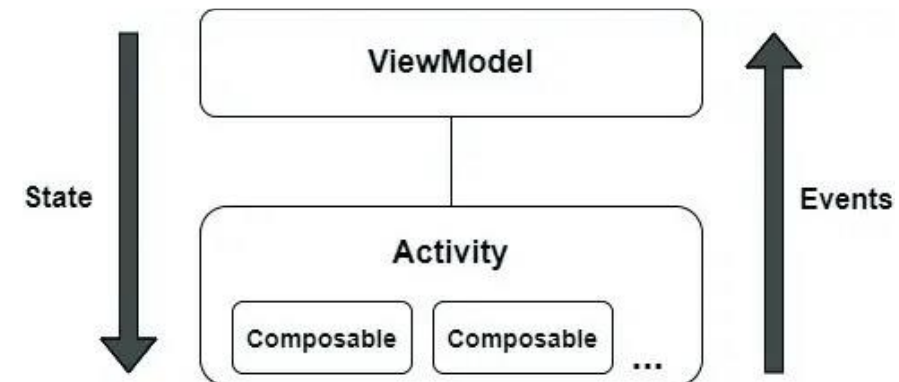 ViewModel
State
Events
Activity
Composable
Composable
...